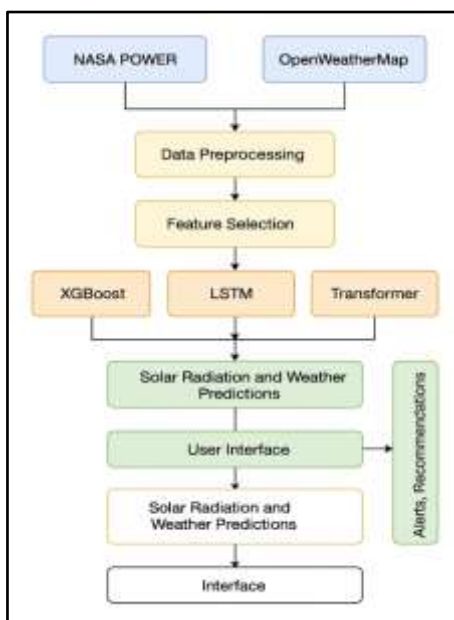 NASA POWER
OpenWeatherMap
Data Preprocessing
Feature Selection
XGBoost
LSTM
Transformer
Solar Radiation and Weather
Predictions
User Interface
Alerts, Recommendations
Solar Radiation and
Weather Predictions
Interface